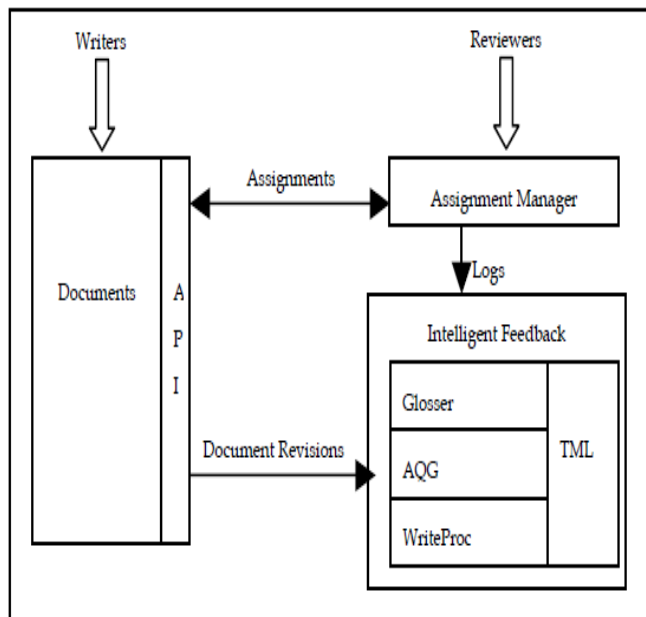 Writers
Reviewers
Assignments
Assignment Manager
Logs
Documents
A
P
I
Intelligent Feedback
Glosser
Document Revisions
AQG
TML
WriteProc